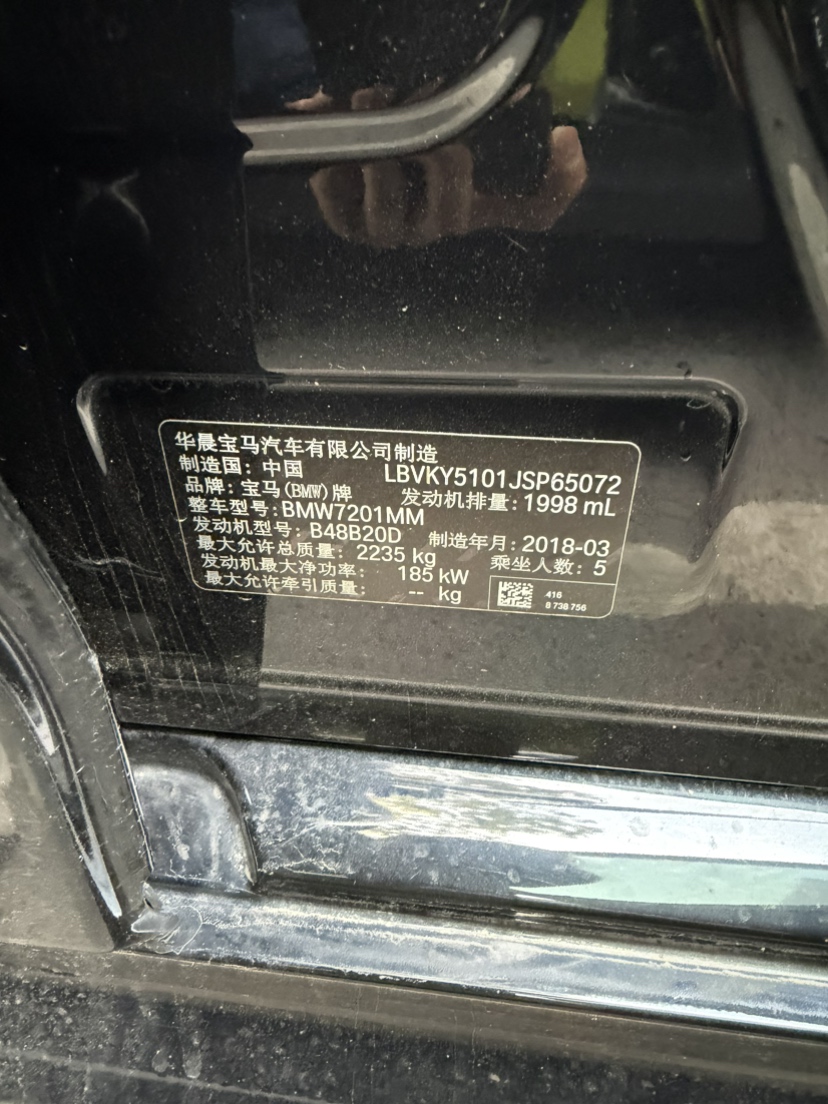 华晨宝马汽车有限公司制造
制造国：中国 LBVKY5101JSP65072
品牌：宝马(BMW)牌 发动机排量：1998 mL
整车型号：BMW7201MM
发动机型号：B48B20D 制造年月：2018-03
最大允许总质量：2235 kg 乘坐人数：5
发动机最大净功率：185 kW
最大允许牵引质量：-- kg
416
8 738 756